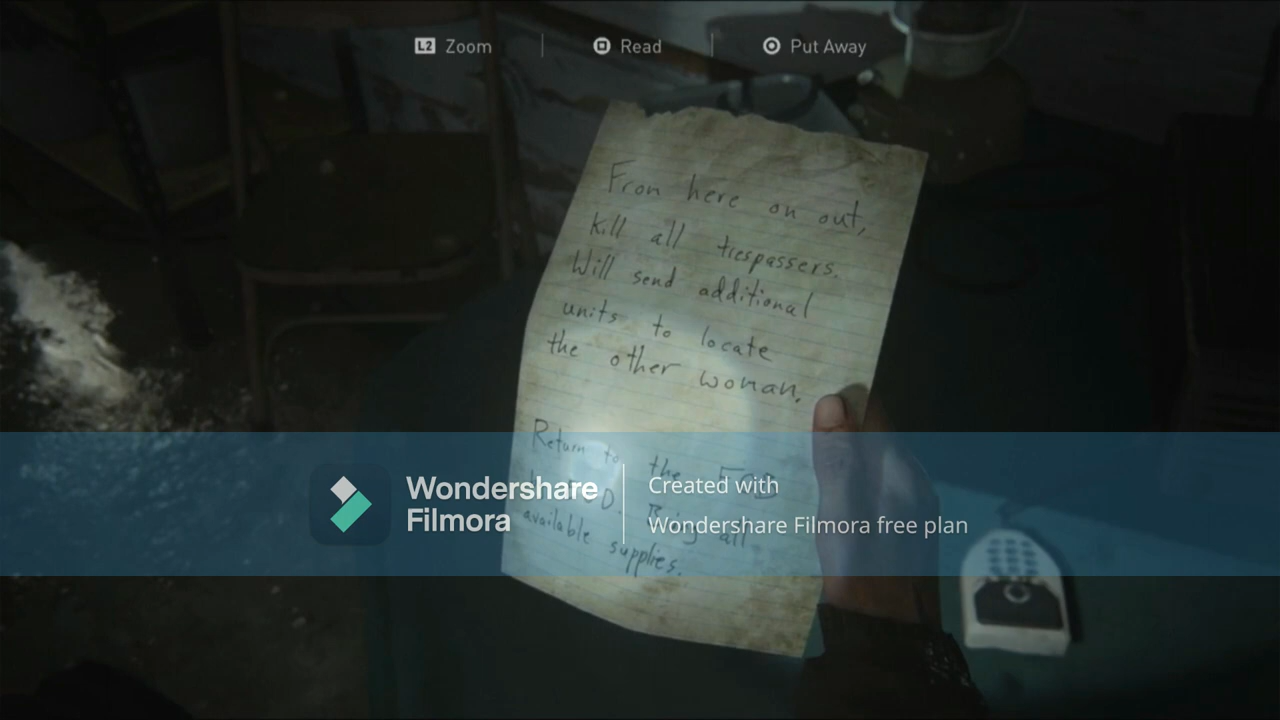 L2 Zoom
Read
Put Away
From here on out,
kill all trespassers.
Will send additional
units to locate
the other woman.
Return to the FOB
available supplies.
Wondershare
Filmora
Created with
Wondershare Filmora free plan